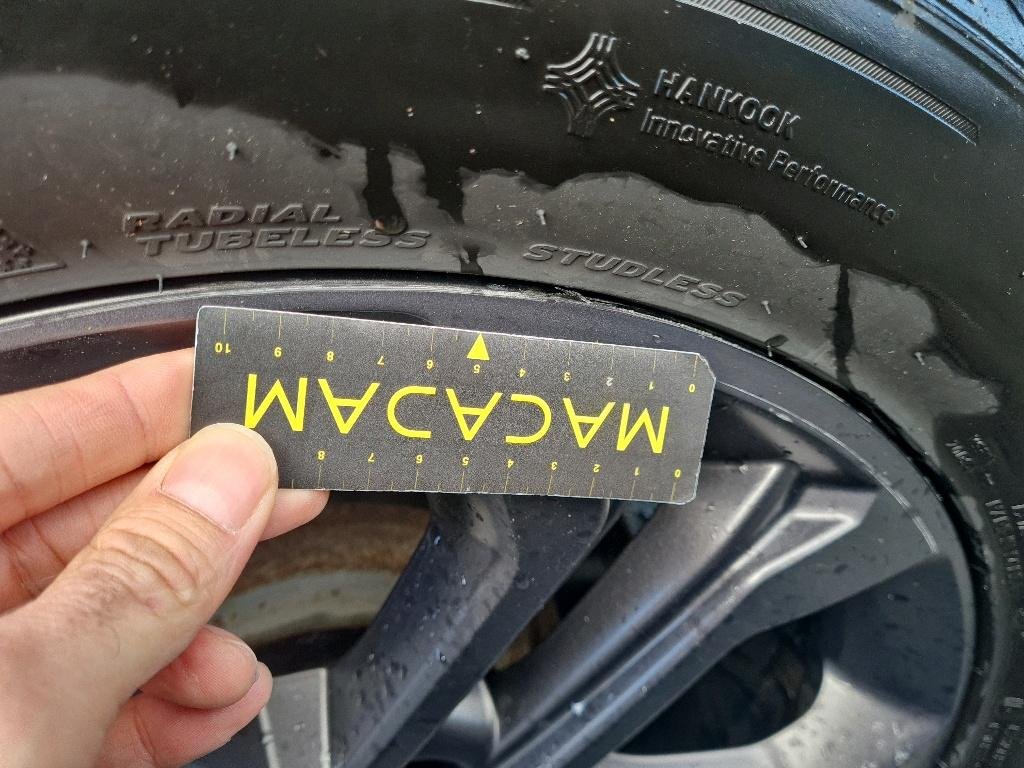 HANKOOK
Innovative Performance
RADIAL
TUBELESS
STUDLESS
10 9 8 7 6 5 4 3 2 1 0
MACADAM
8 7 6 5 4 3 2 1 0